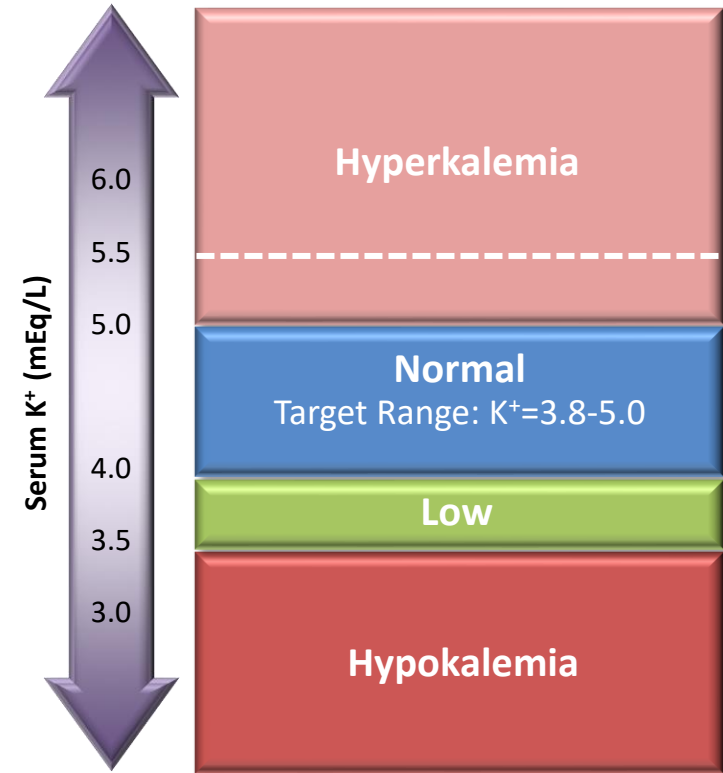 Serum K⁺ (mEq/L)
6.0
5.5
5.0
4.0
3.5
3.0
Hyperkalemia
Normal
Target Range: K⁺=3.8-5.0
Low
Hypokalemia